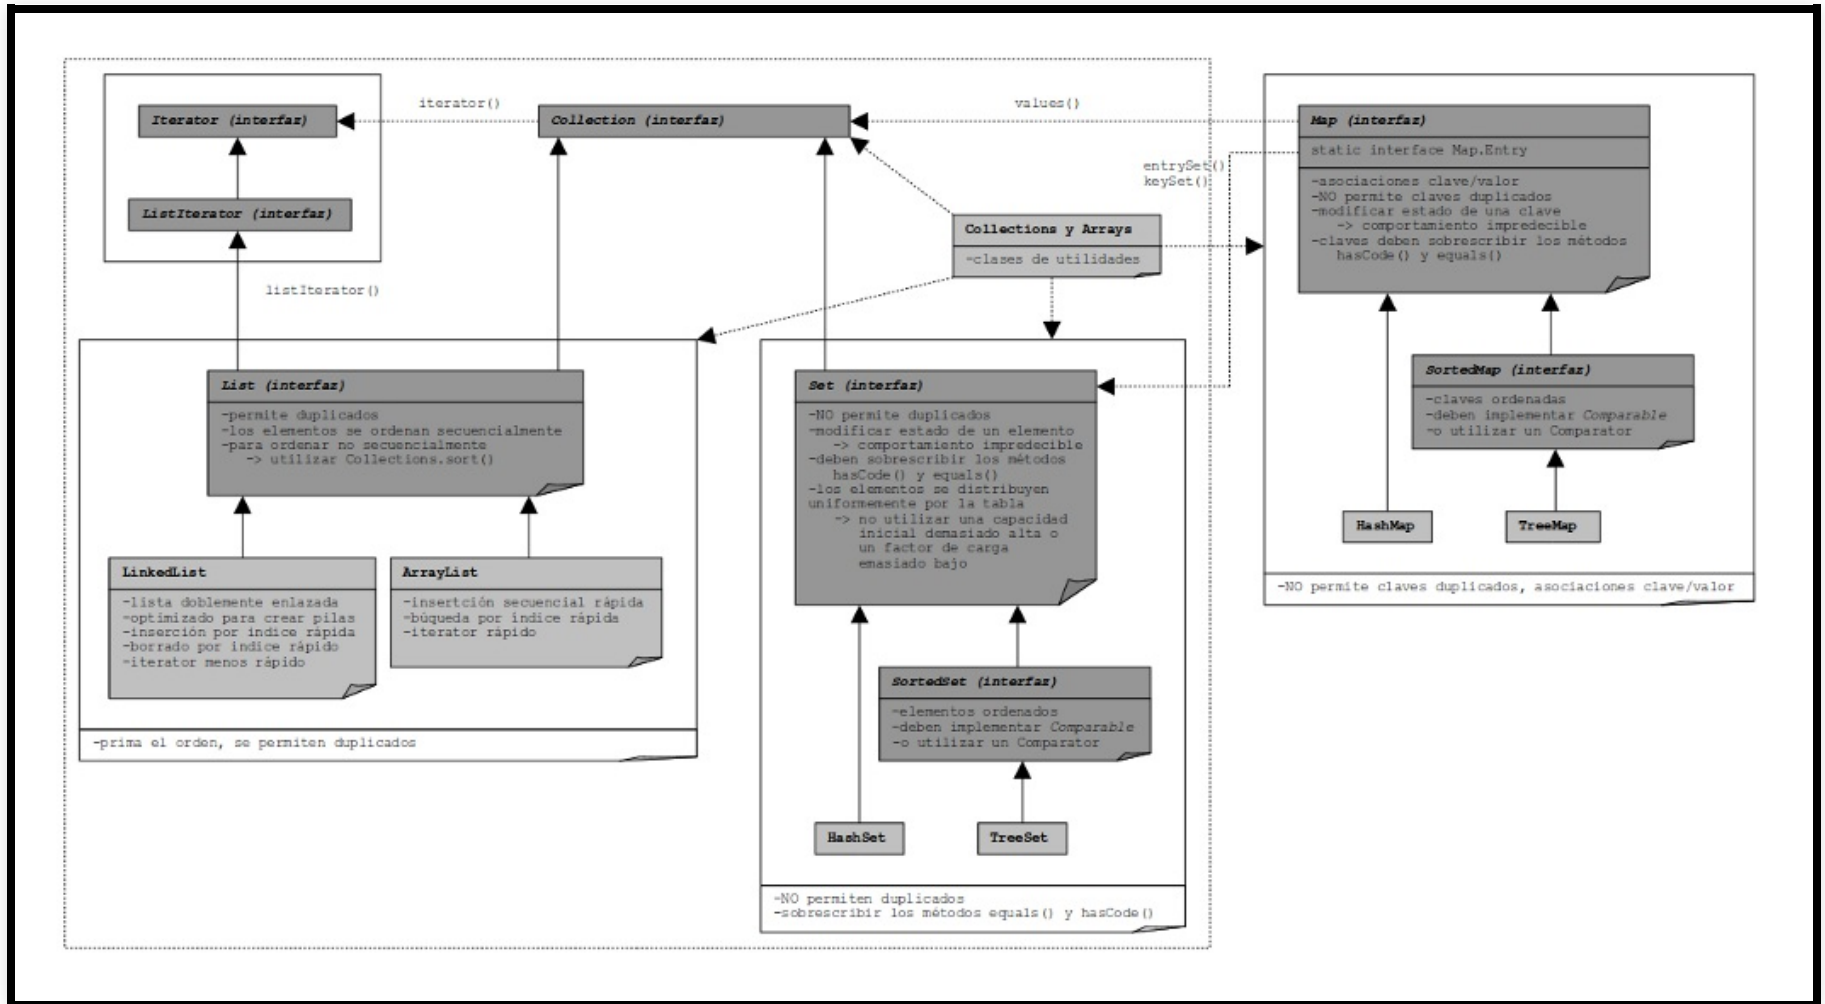 Iterator (interfaz)
iterator()
Collection (interfaz)
values()
Map (interfaz)
static interface Map.Entry
-asociaciones clave/valor
-NO permite claves duplicados
-modificar estado de una clave
-> comportamiento impredecible
-claves deben sobrescribir los métodos
hasCode() y equals()
entrySet()
keySet()
ListIterator (interfaz)
Collections y Arrays
-clases de utilidades
listIterator()
List (interfaz)
-permite duplicados
-los elementos se ordenan secuencialmente
-para ordenar no secuencialmente
-> utilizar Collections.sort()
Set (interfaz)
-NO permite duplicados
-modificar estado de un elemento
-> comportamiento impredecible
-deben sobrescribir los métodos
hasCode() y equals()
-los elementos se distribuyen
uniformemente por la tabla
-> no utilizar una capacidad
inicial demasiado alta o
un factor de carga
emasiado bajo
SortedMap (interfaz)
-claves ordenadas
-deben implementar Comparable
-o utilizar un Comparator
HashMap
TreeMap
-NO permite claves duplicados, asociaciones clave/valor
LinkedList
-lista doblemente enlazada
-optimizado para crear pilas
-inserción por indice rápida
-borrado por indice rápido
-iterator menos rápido
ArrayList
-insertción secuencial rápida
-búqueda por indice rápida
-iterator rápido
-prima el orden, se permiten duplicados
SortedSet (interfaz)
-elementos ordenados
-deben implementar Comparable
-o utilizar un Comparator
HashSet
TreeSet
-NO permiten duplicados
-sobrescribir los métodos equals() y hasCode()